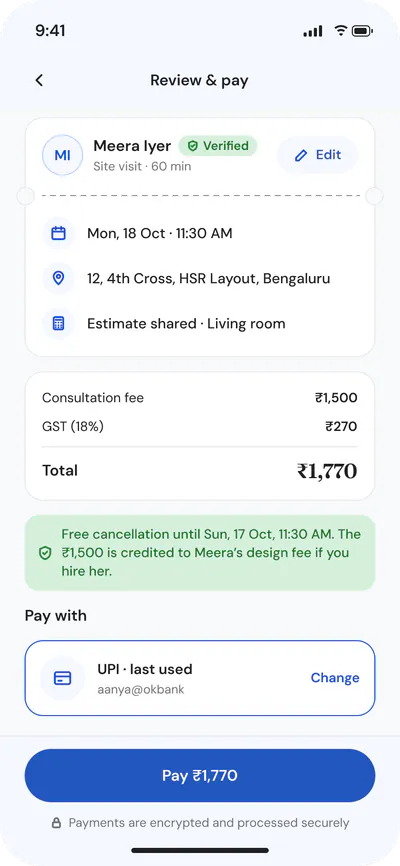 9:41
Review & pay
MI
Meera Iyer
Verified
Edit
Site visit · 60 min
Mon, 18 Oct · 11:30 AM
12, 4th Cross, HSR Layout, Bengaluru
Estimate shared · Living room
Consultation fee ₹1,500
GST (18%) ₹270
Total ₹1,770
Free cancellation until Sun, 17 Oct, 11:30 AM. The
₹1,500 is credited to Meera’s design fee if you
hire her.
Pay with
UPI · last used
aanya@okbank
Change
Pay ₹1,770
Payments are encrypted and processed securely